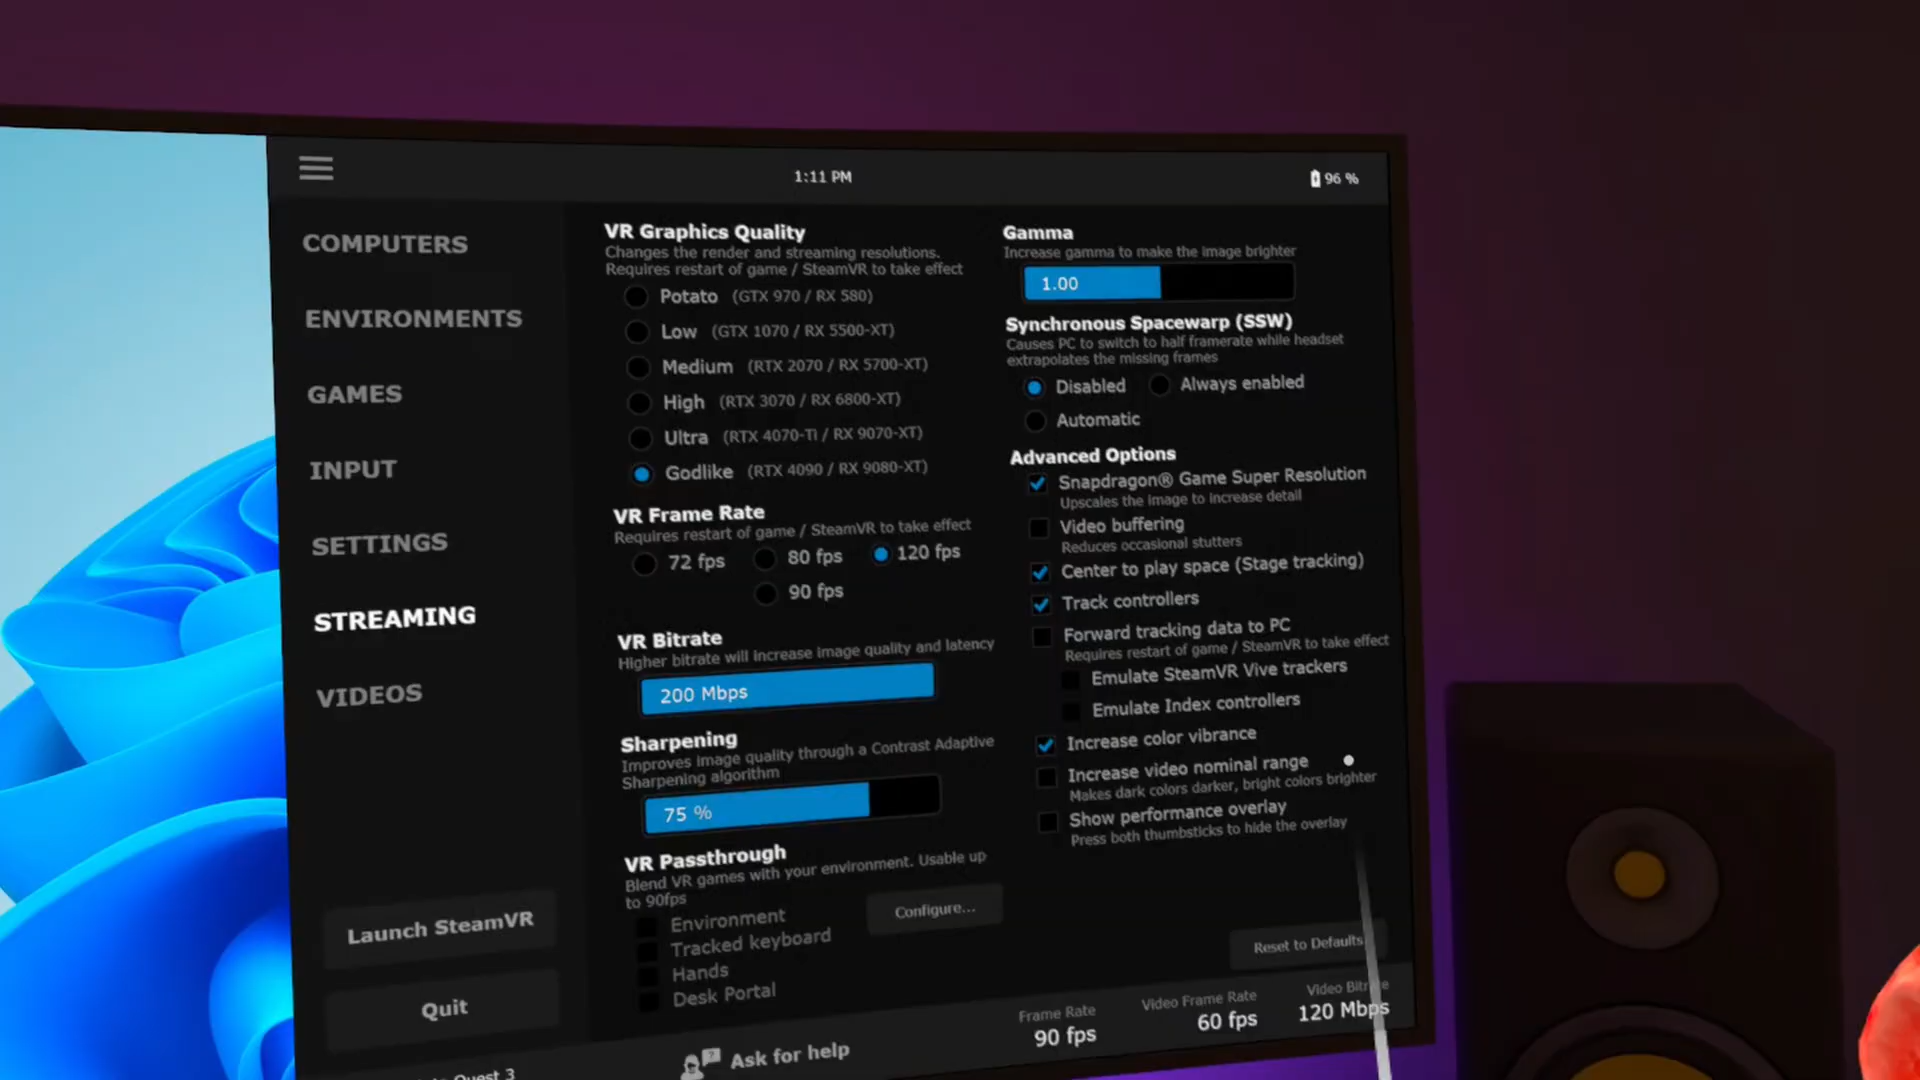 1:11 PM
96 %
COMPUTERS
ENVIRONMENTS
GAMES
INPUT
SETTINGS
STREAMING
VIDEOS
Launch SteamVR
Quit
VR Graphics Quality
Changes the render and streaming resolutions.
Requires restart of game / SteamVR to take effect
Potato (GTX 970 / RX 580)
Low (GTX 1070 / RX 5500-XT)
Medium (RTX 2070 / RX 5700-XT)
High (RTX 3070 / RX 6800-XT)
Ultra (RTX 4070-Ti / RX 9070-XT)
Godlike (RTX 4090 / RX 9080-XT)
VR Frame Rate
Requires restart of game / SteamVR to take effect
72 fps 80 fps 120 fps
90 fps
VR Bitrate
Higher bitrate will increase image quality and latency
200 Mbps
Sharpening
Improves image quality through a Contrast Adaptive
Sharpening algorithm
75 %
VR Passthrough
Blend VR games with your environment. Usable up
to 90fps
Environment
Tracked keyboard
Hands
Desk Portal
Configure...
Gamma
Increase gamma to make the image brighter
1.00
Synchronous Spacewarp (SSW)
Causes PC to switch to half framerate while headset
extrapolates the missing frames
Disabled Always enabled
Automatic
Advanced Options
Snapdragon® Game Super Resolution
Upscales the image to increase detail
Video buffering
Reduces occasional stutters
Center to play space (Stage tracking)
Track controllers
Forward tracking data to PC
Requires restart of game / SteamVR to take effect
Emulate SteamVR Vive trackers
Emulate Index controllers
Increase color vibrance
Increase video nominal range
Makes dark colors darker, bright colors brighter
Show performance overlay
Press both thumbsticks to hide the overlay
Reset to Defaults
Quest 3
Ask for help
Frame Rate
90 fps
Video Frame Rate
60 fps
Video Bitrate
120 Mbps